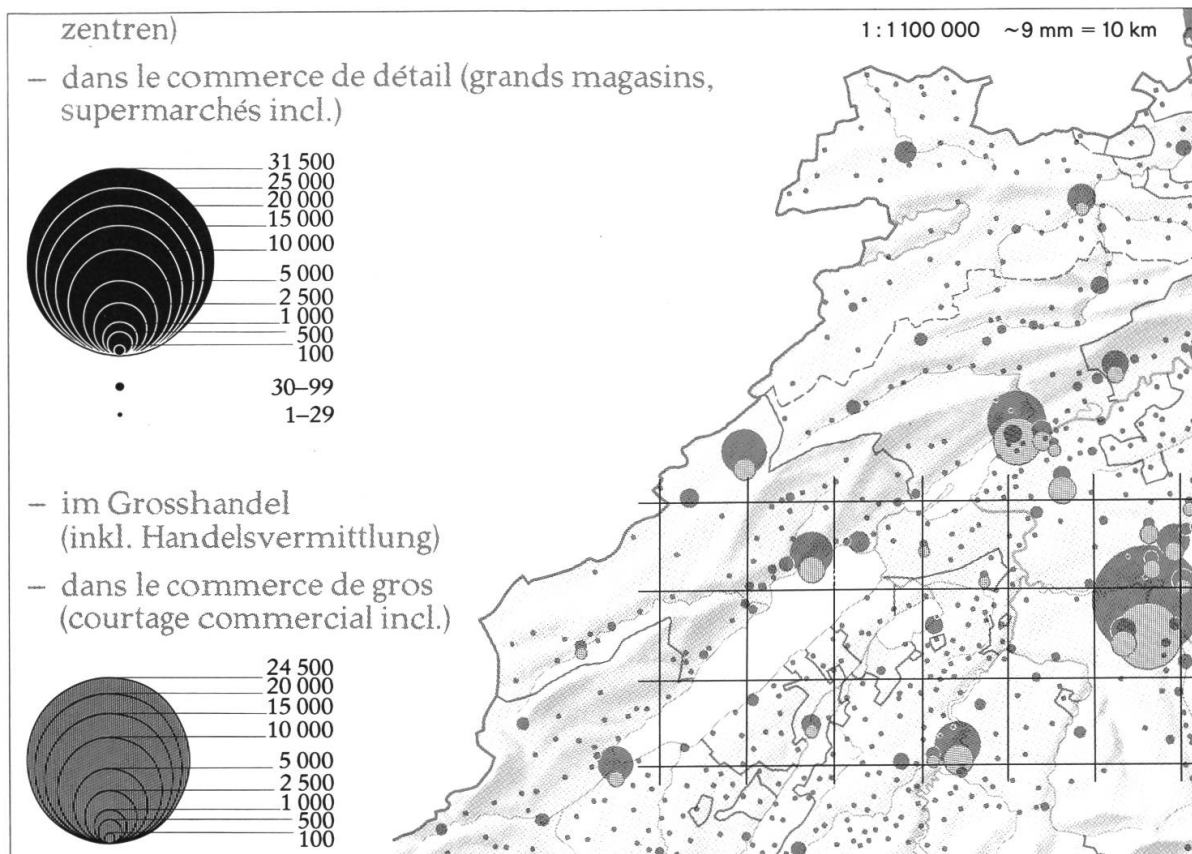 zentren)
– dans le commerce de détail (grands magasins,
supermarchés incl.)
31 500
25 000
20 000
15 000
10 000
5 000
2 500
1 000
500
100
30–99
1–29
– im Grosshandel
(inkl. Handelsvermittlung)
– dans le commerce de gros
(courtage commercial incl.)
24 500
20 000
15 000
10 000
5 000
2 500
1 000
500
100
1:1100 000 ~9 mm = 10 km